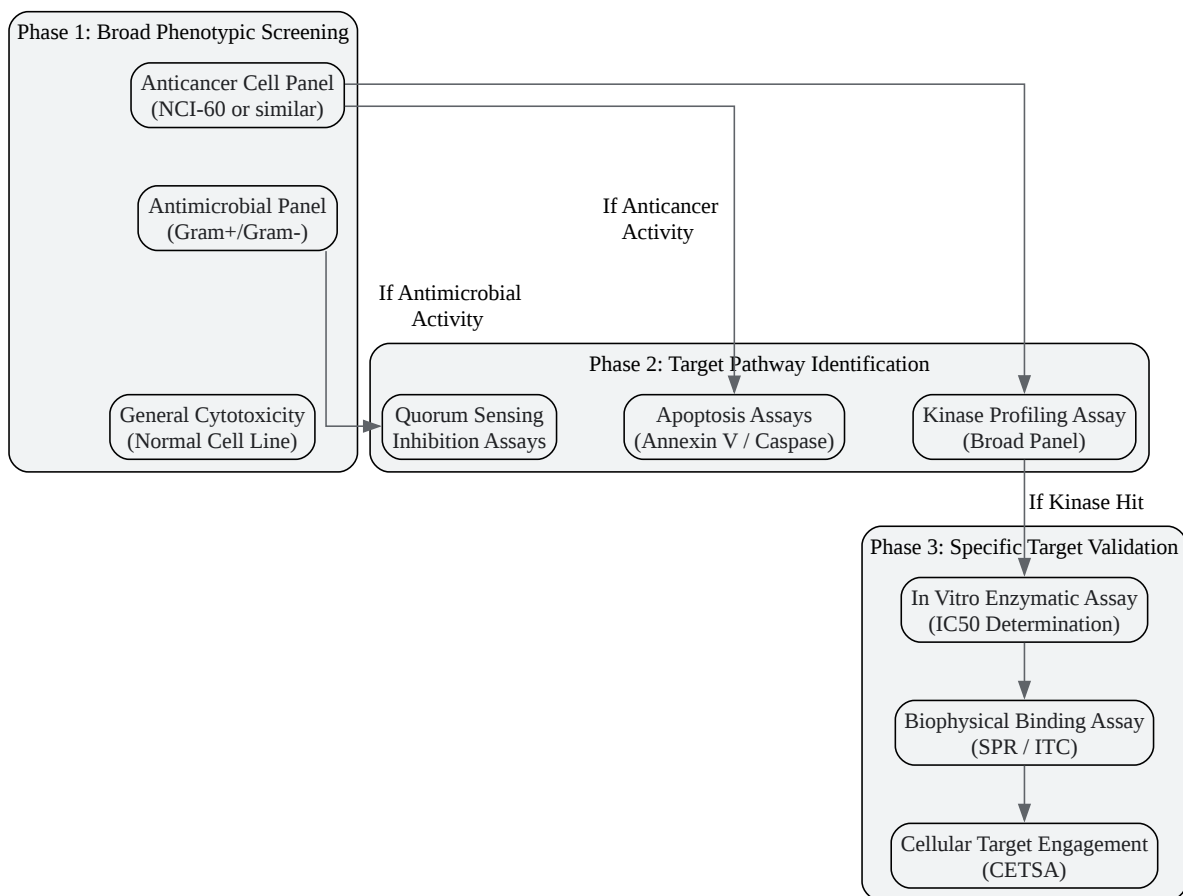 Phase 1: Broad Phenotypic Screening
Anticancer Cell Panel
(NCI-60 or similar)
Antimicrobial Panel
(Gram+/Gram-)
If Anticancer
Activity
If Antimicrobial
Activity
Phase 2: Target Pathway Identification
General Cytotoxicity
(Normal Cell Line)
Quorum Sensing
Inhibition Assays
Apoptosis Assays
(Annexin V / Caspase)
Kinase Profiling Assay
(Broad Panel)
If Kinase Hit
Phase 3: Specific Target Validation
In Vitro Enzymatic Assay
(IC50 Determination)
Biophysical Binding Assay
(SPR / ITC)
Cellular Target Engagement
(CETSA)